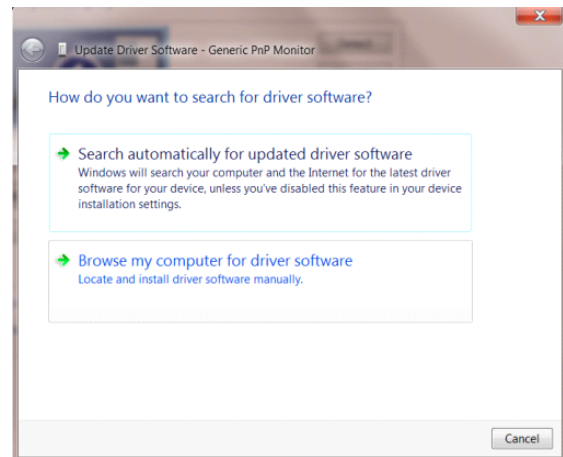 Update Driver Software - Generic PnP Monitor
How do you want to search for driver software?
Search automatically for updated driver software
Windows will search your computer and the Internet for the latest driver
software for your device, unless you've disabled this feature in your device
installation settings.
Browse my computer for driver software
Locate and install driver software manually.
Cancel